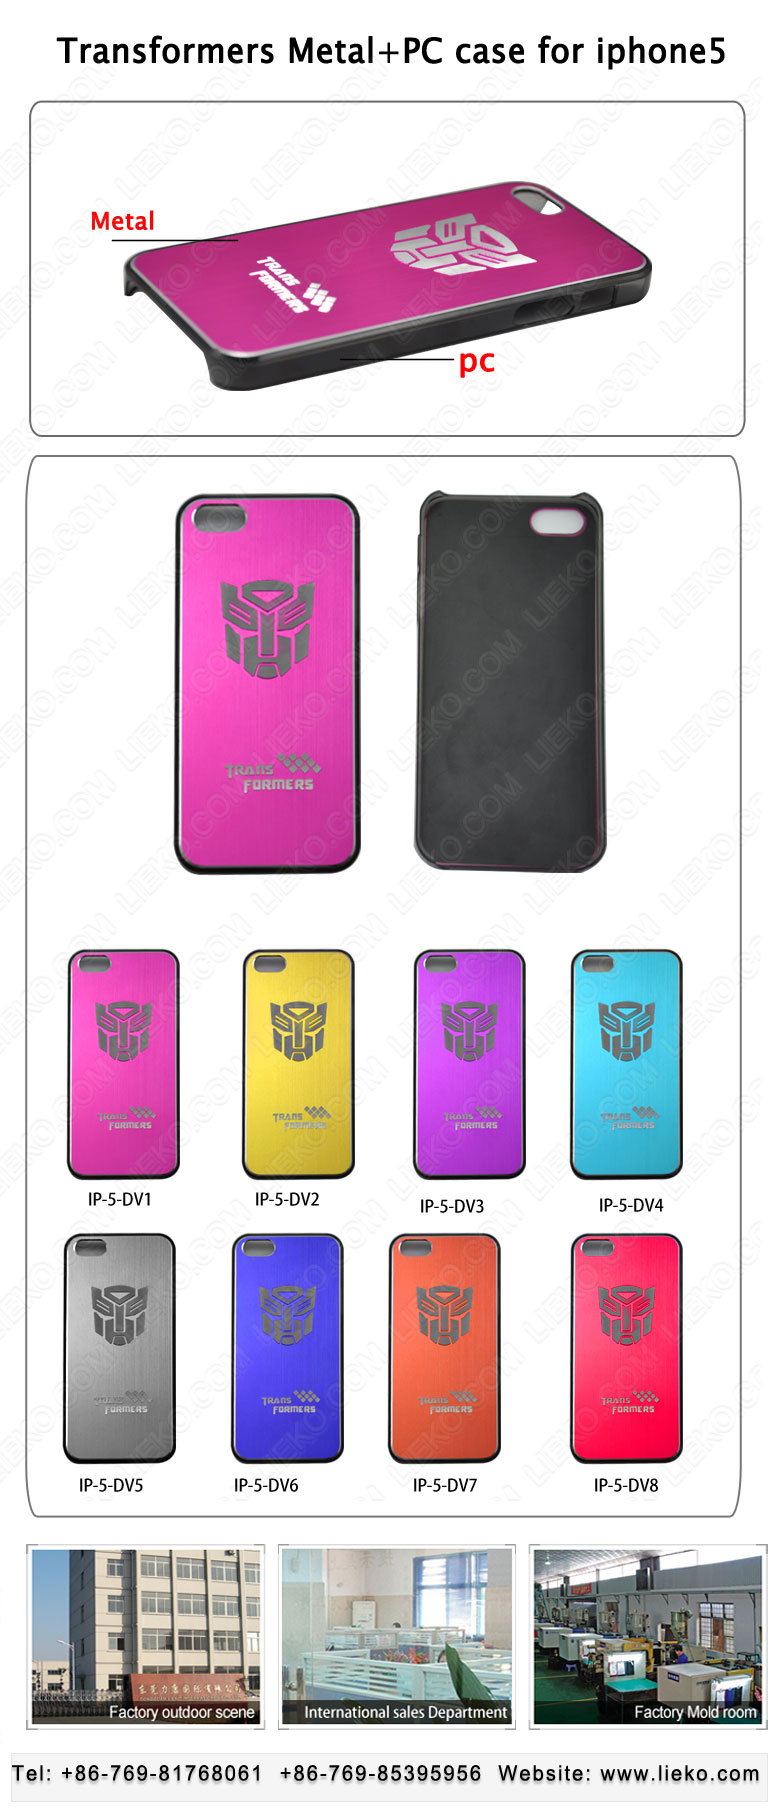 Transformers Metal+PC case for iphone5
Metal
TRANS
FORMERS
pc
TRANS
FORMERS
TRANS
FORMERS
TRANS
FORMERS
TRANS
FORMERS
TRANS
FORMERS
IP-5-DV1
IP-5-DV2
IP-5-DV3
IP-5-DV4
TRANS
FORMERS
TRANS
FORMERS
TRANS
FORMERS
TRANS
FORMERS
IP-5-DV5
IP-5-DV6
IP-5-DV7
IP-5-DV8
Factory outdoor scene
International sales Department
Factory Mold room
Tel: +86-769-81768061 +86-769-85395956 Website: www.lieko.com
LIEKO.COM